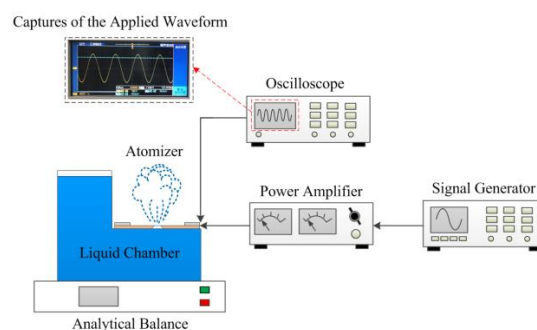 Captures of the Applied Waveform
Oscilloscope
Atomizer
Power Amplifier
Signal Generator
Liquid Chamber
Analytical Balance